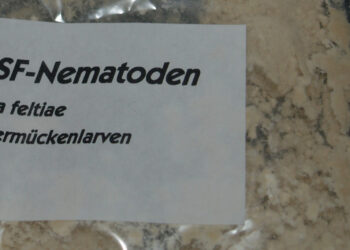 SF-Nematoden
a feltiae
ermückenlarven